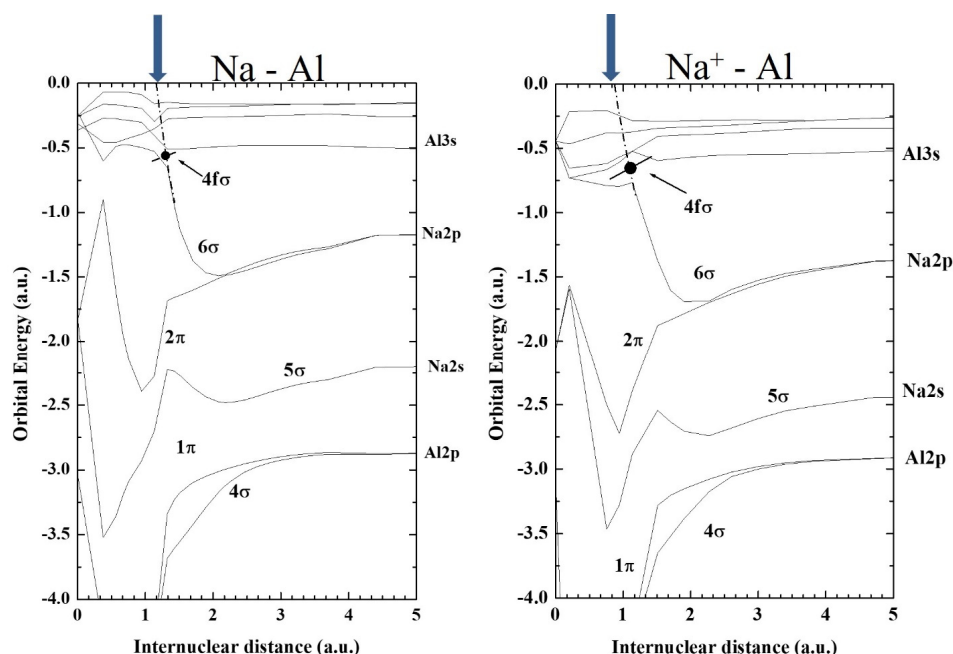 Na - Al
0.0
-0.5
-1.0
-1.5
-2.0
-2.5
-3.0
-3.5
-4.0
Orbital Energy (a.u.)
Al3s
4fσ
Na2p
6σ
2π
Na2s
5σ
1π
Al2p
4σ
0 1 2 3 4 5
Internuclear distance (a.u.)
Na⁺ - Al
0.0
-0.5
-1.0
-1.5
-2.0
-2.5
-3.0
-3.5
-4.0
Orbital Energy (a.u.)
Al3s
4fσ
Na2p
6σ
2π
Na2s
5σ
Al2p
4σ
1π
0 1 2 3 4 5
Internuclear distance (a.u.)